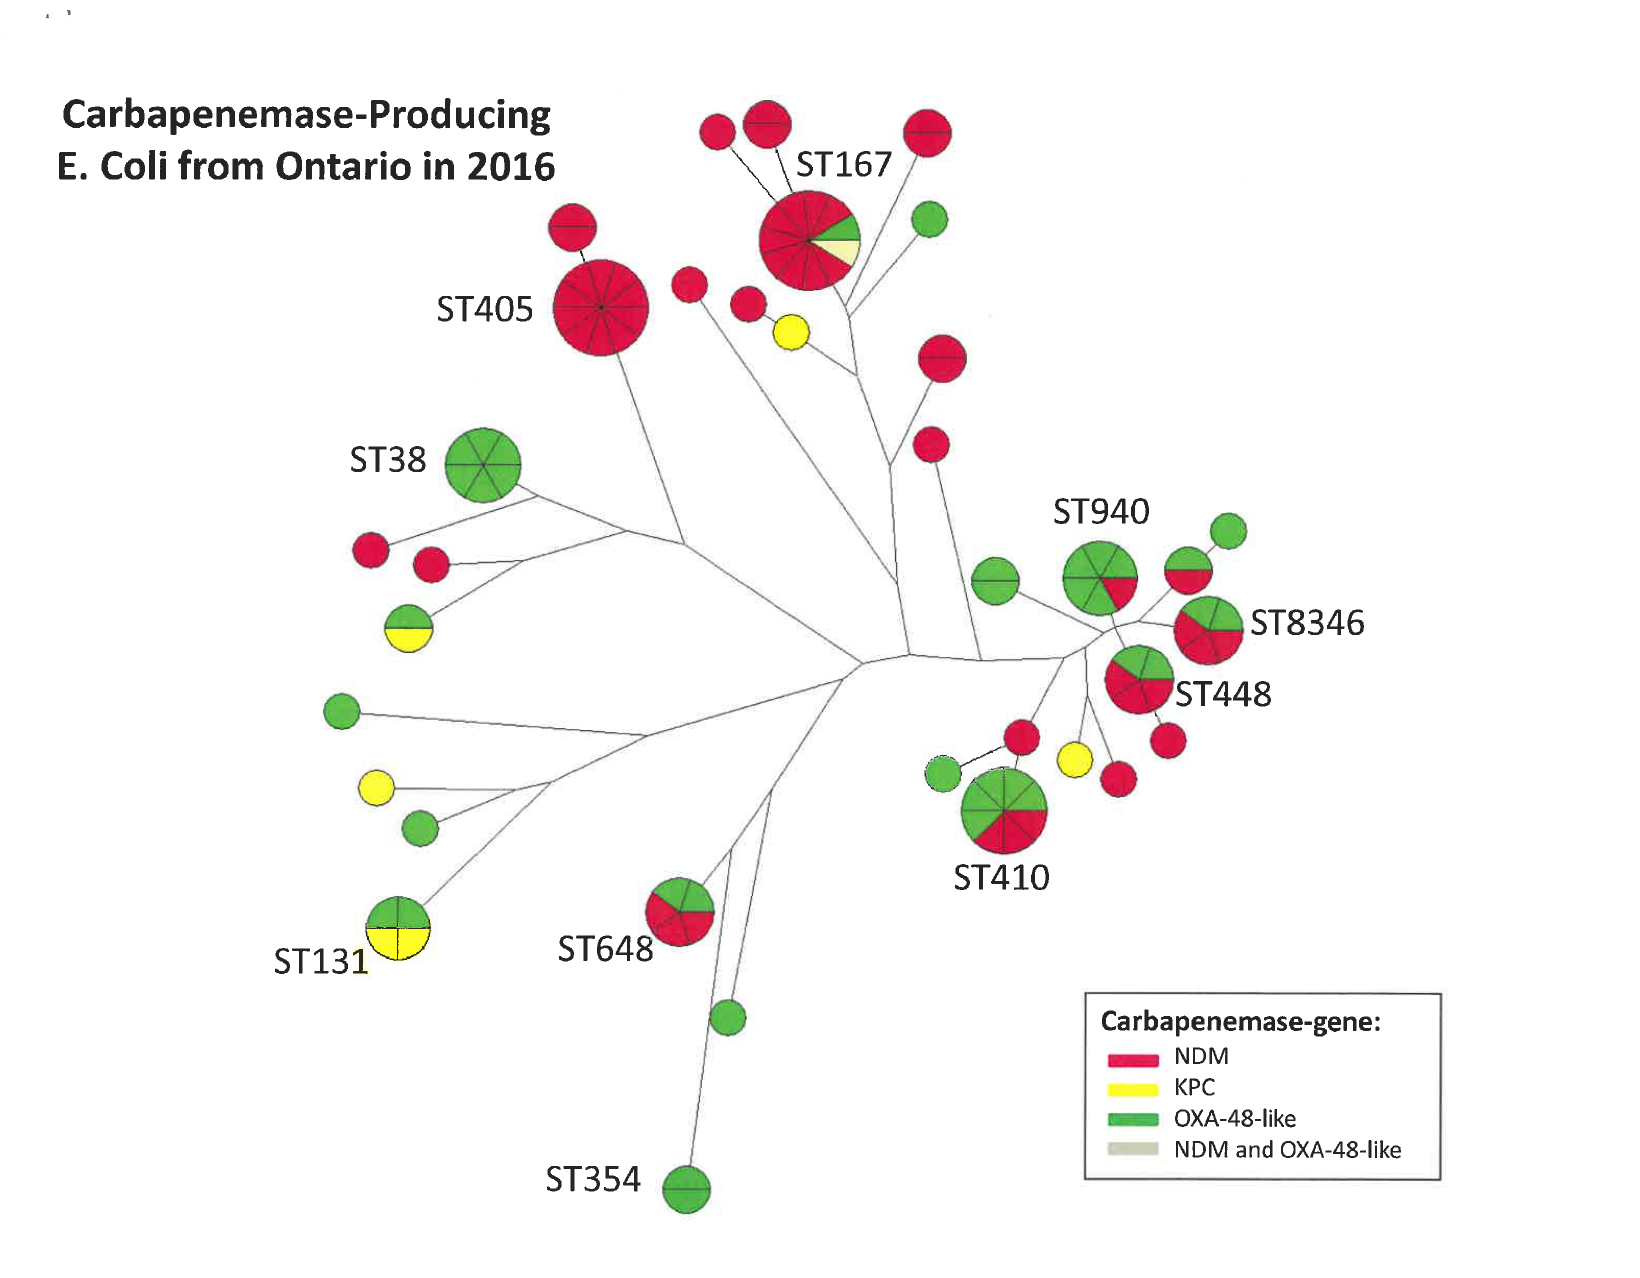 Carbapenemase-Producing
E. Coli from Ontario in 2016
ST167
ST405
ST38
ST940
ST8346
ST448
ST410
ST131
ST648
ST354
Carbapenemase-gene:
NDM
KPC
OXA-48-like
NDM and OXA-48-like